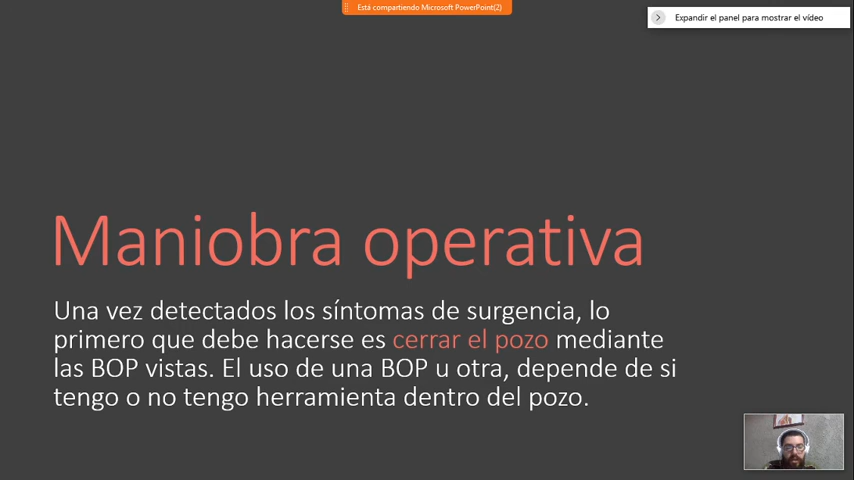 Está compartiendo Microsoft PowerPoint(2)
Expandir el panel para mostrar el vídeo
Maniobra operativa
Una vez detectados los síntomas de surgencia, lo
primero que debe hacerse es cerrar el pozo mediante
las BOP vistas. El uso de una BOP u otra, depende de si
tengo o no tengo herramienta dentro del pozo.